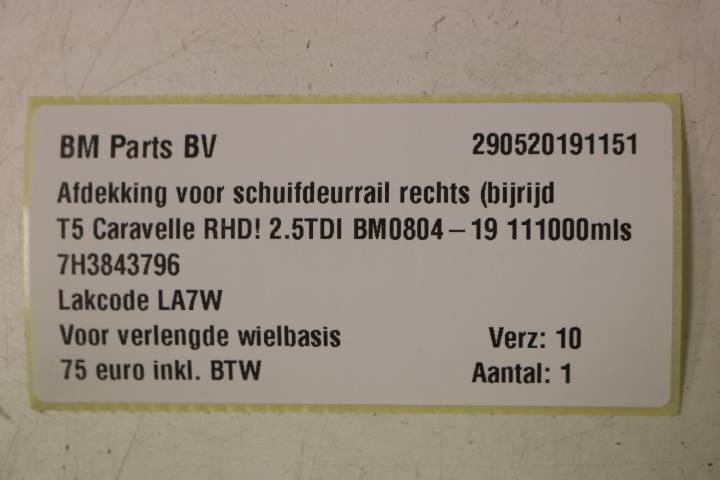 BM Parts BV 290520191151
Afdekking voor schuifdeurrail rechts (bijrijd
T5 Caravelle RHD! 2.5TDI BM0804-19 111000mls
7H3843796
Lakcode LA7W
Voor verlengde wielbasis Verz: 10
75 euro inkl. BTW Aantal: 1